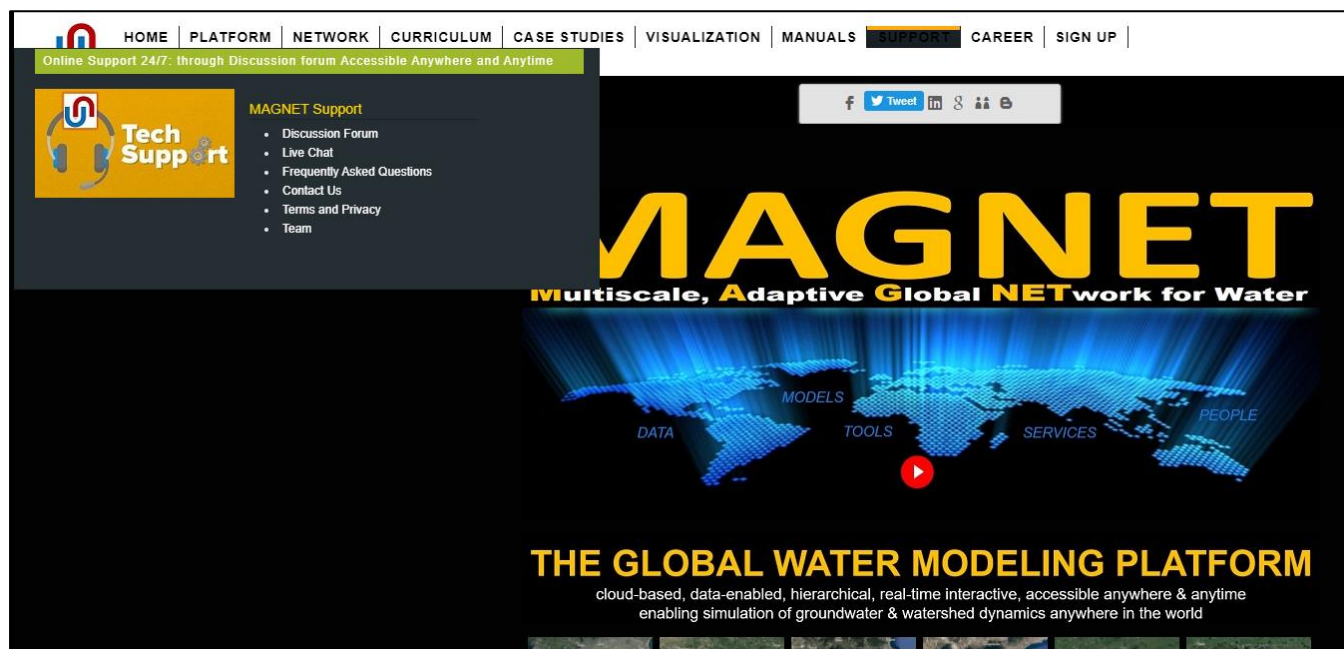 HOME PLATFORM NETWORK CURRICULUM CASE STUDIES VISUALIZATION MANUALS SUPPORT CAREER SIGN UP
Online Support 24/7: through Discussion forum Accessible Anywhere and Anytime
Tech
Support
MAGNET Support
Discussion Forum
Live Chat
Frequently Asked Questions
Contact Us
Terms and Privacy
Team
Tweet
MAGNET
Multiscale, Adaptive Global NETwork for Water
MODELS
PEOPLE
DATA
TOOLS
SERVICES
THE GLOBAL WATER MODELING PLATFORM
cloud-based, data-enabled, hierarchical, real-time interactive, accessible anywhere & anytime
enabling simulation of groundwater & watershed dynamics anywhere in the world